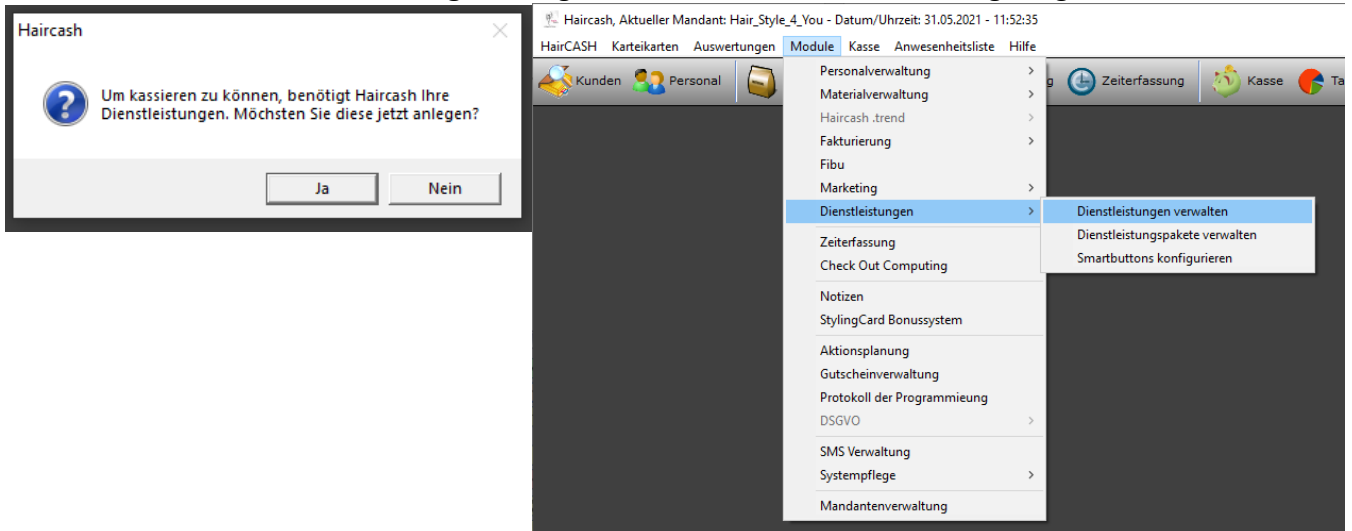 Haircash
Um kassieren zu können, benötigt Haircash Ihre
Dienstleistungen. Möchsten Sie diese jetzt anlegen?
Ja Nein
Haircash, Aktueller Mandant: Hair_Style_4_You - Datum/Uhrzeit: 31.05.2021 - 11:52:35
HairCASH Karteikarten Auswertungen Module Kasse Anwesenheitsliste Hilfe
Kunden Personal Zeiterfassung Kasse Ta
Personalverwaltung
Materialverwaltung
Haircash .trend
Fakturierung
Fibu
Marketing
Dienstleistungen
Zeiterfassung
Check Out Computing
Notizen
StylingCard Bonussystem
Aktionsplanung
Gutscheinverwaltung
Protokoll der Programmieung
DSGVO
SMS Verwaltung
Systempflege
Mandantenverwaltung
Dienstleistungen verwalten
Dienstleistungspakete verwalten
Smartbuttons konfigurieren